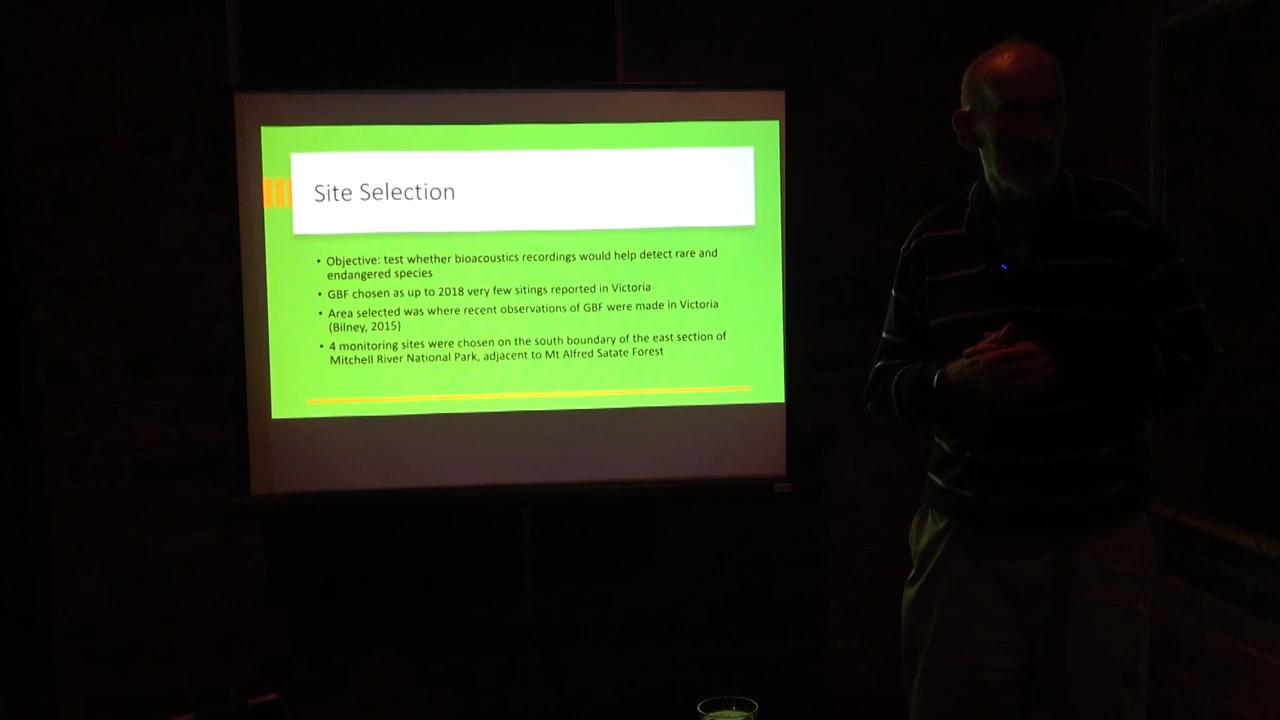 Site Selection
• Objective: test whether bioacoustics recordings would help detect rare and
endangered species
• GBF chosen as up to 2018 very few sitings reported in Victoria
• Area selected was where recent observations of GBF were made in Victoria
(Bilney, 2015)
• 4 monitoring sites were chosen on the south boundary of the east section of
Mitchell River National Park, adjacent to Mt Alfred Satate Forest